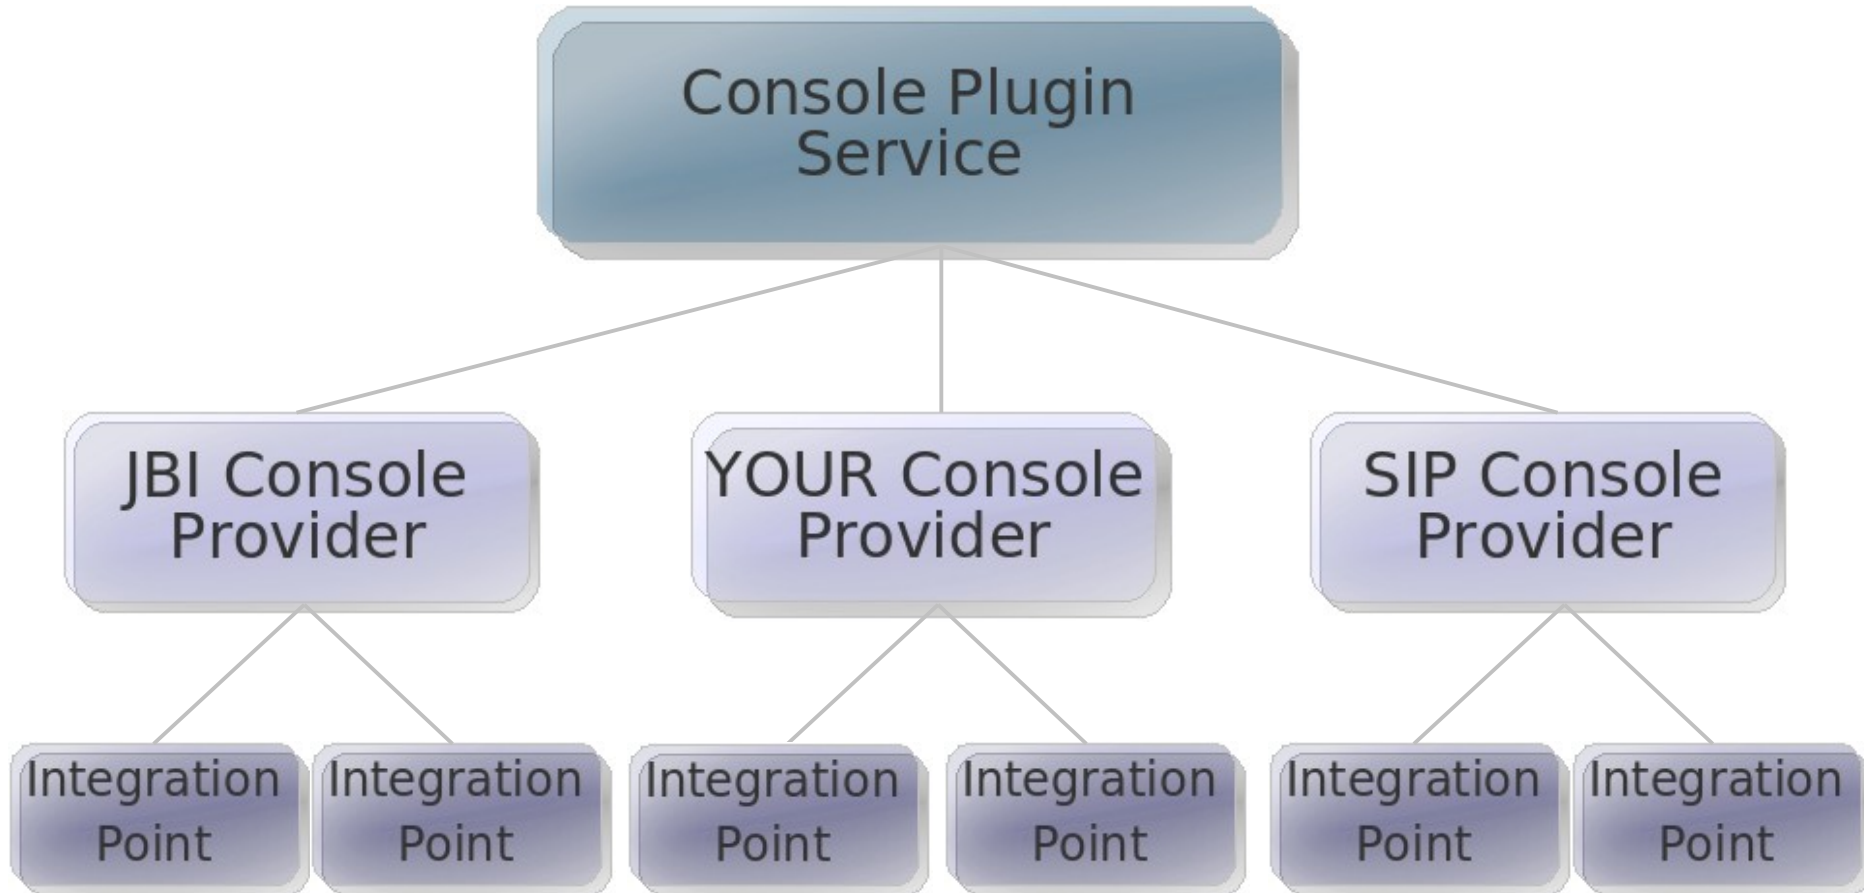 Console Plugin
Service
JBI Console
Provider
YOUR Console
Provider
SIP Console
Provider
Integration
Point
Integration
Point
Integration
Point
Integration
Point
Integration
Point
Integration
Point